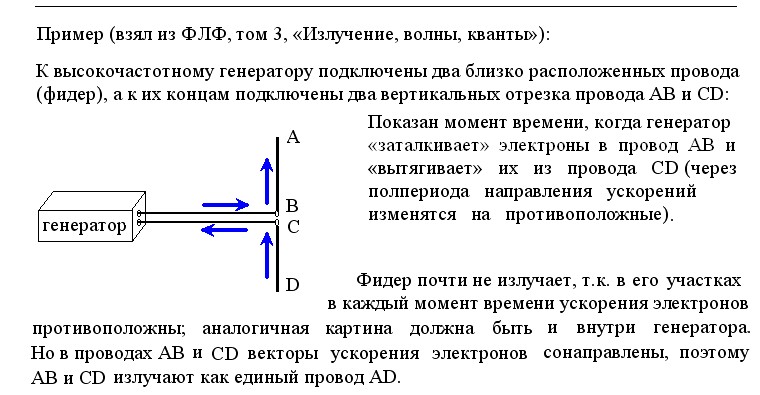 Пример (взял из ФЛФ, том 3, «Излучение, волны, кванты»):
К высокочастотному генератору подключены два близко расположенных провода
(фидер), а к их концам подключены два вертикальных отрезка провода AB и CD:
Показан момент времени, когда генератор
«заталкивает» электроны в провод AB и
«вытягивает» их из провода CD (через
полпериода направления ускорений
изменятся на противоположные).
A
B
C
D
генератор
Фидер почти не излучает, т.к. в его участках
в каждый момент времени ускорения электронов
противоположны; аналогичная картина должна быть и внутри генератора.
Но в проводах AB и CD векторы ускорения электронов сонаправлены, поэтому
AB и CD излучают как единый провод AD.